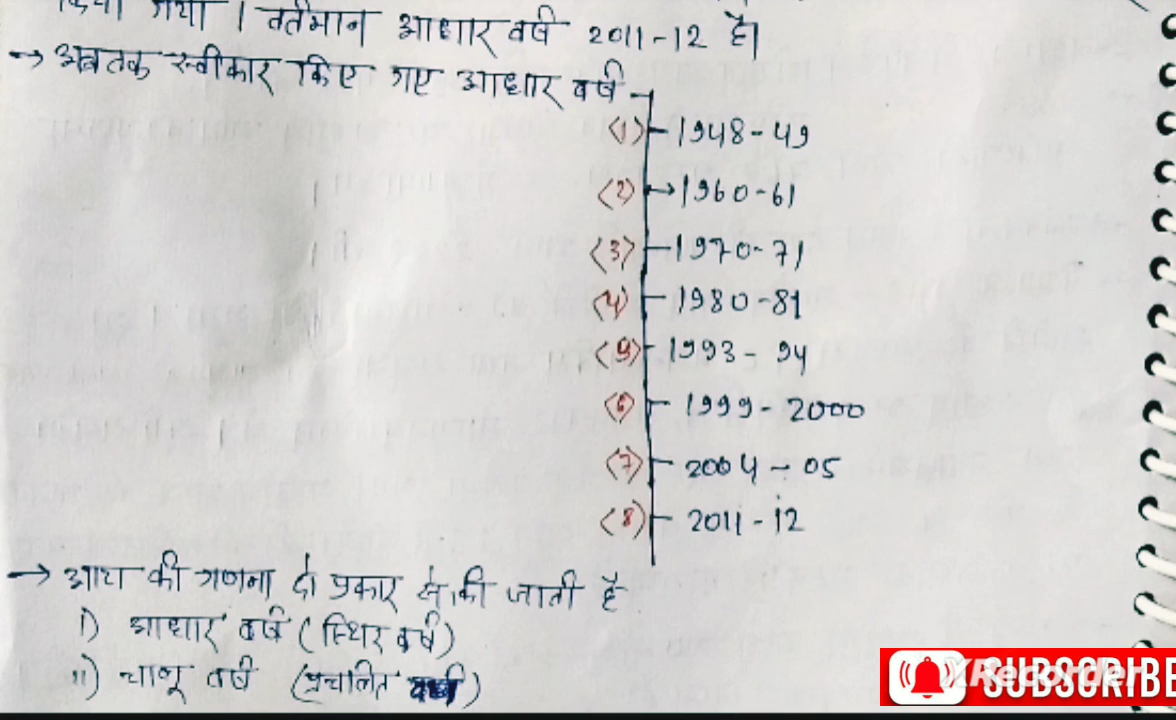 किया गया । वर्तमान आधार वर्ष 2011-12 है।
→ अबतक स्वीकार किए गए आधार वर्ष
(1) 1948-49
(2) → 1960-61
(3) 1970-71
(4) 1980-81
(5) 1993-94
(6) 1999-2000
(7) 2004-05
(8) 2011-12
→ आय की गणना दो प्रकार से की जाती है
i) आधार वर्ष (स्थिर वर्ष)
ii) चालू वर्ष (प्रचलित वर्ष)
XRecorder
SUBSCRIBE